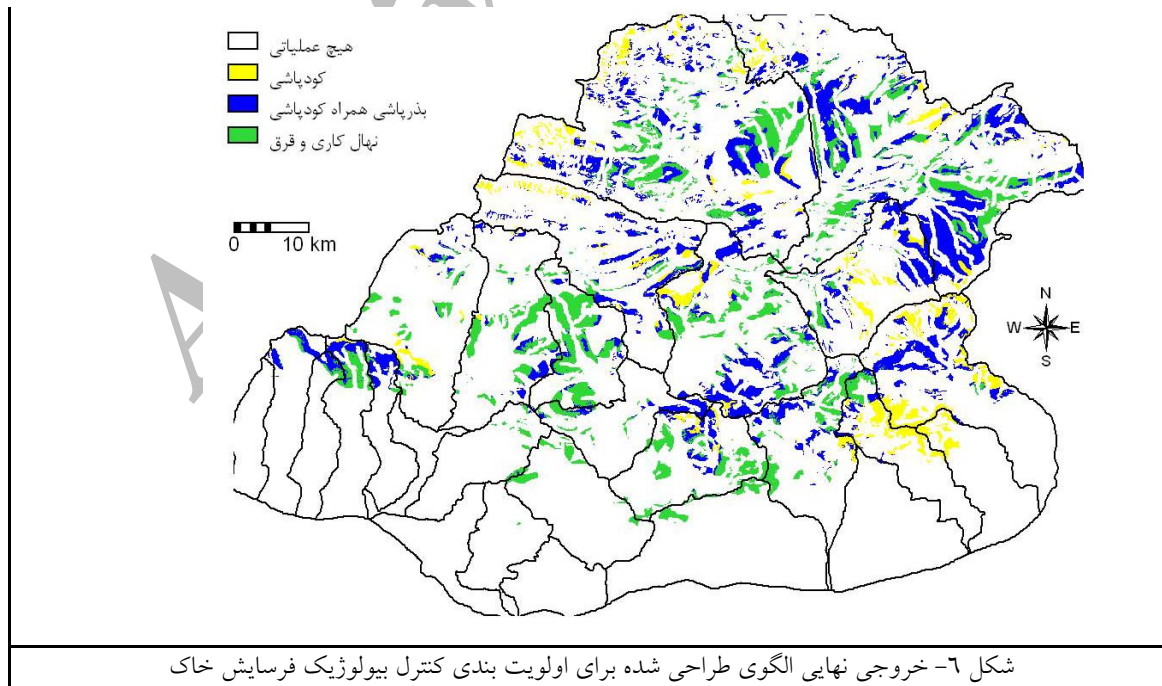 هیچ عملیاتی
کودپاشی
بذرپاشی همراه کودپاشی
نهال کاری و قرق
0 10 km
N
W E
S
شکل ٦- خروجی نهایی الگوی طراحی شده برای اولویت بندی کنترل بیولوژیک فرسایش خاک